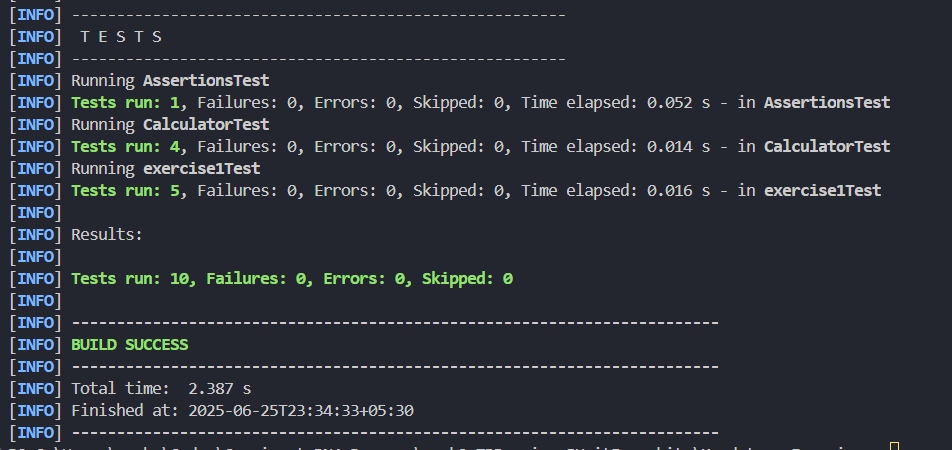 [INFO] -------------------------------------------------------
[INFO]  T E S T S
[INFO] -------------------------------------------------------
[INFO] Running AssertionsTest
[INFO] Tests run: 1, Failures: 0, Errors: 0, Skipped: 0, Time elapsed: 0.052 s - in AssertionsTest
[INFO] Running CalculatorTest
[INFO] Tests run: 4, Failures: 0, Errors: 0, Skipped: 0, Time elapsed: 0.014 s - in CalculatorTest
[INFO] Running exercise1Test
[INFO] Tests run: 5, Failures: 0, Errors: 0, Skipped: 0, Time elapsed: 0.016 s - in exercise1Test
[INFO]
[INFO] Results:
[INFO]
[INFO] Tests run: 10, Failures: 0, Errors: 0, Skipped: 0
[INFO]
[INFO] ------------------------------------------------------------------------
[INFO] BUILD SUCCESS
[INFO] ------------------------------------------------------------------------
[INFO] Total time:  2.387 s
[INFO] Finished at: 2025-06-25T23:34:33+05:30
[INFO] ------------------------------------------------------------------------